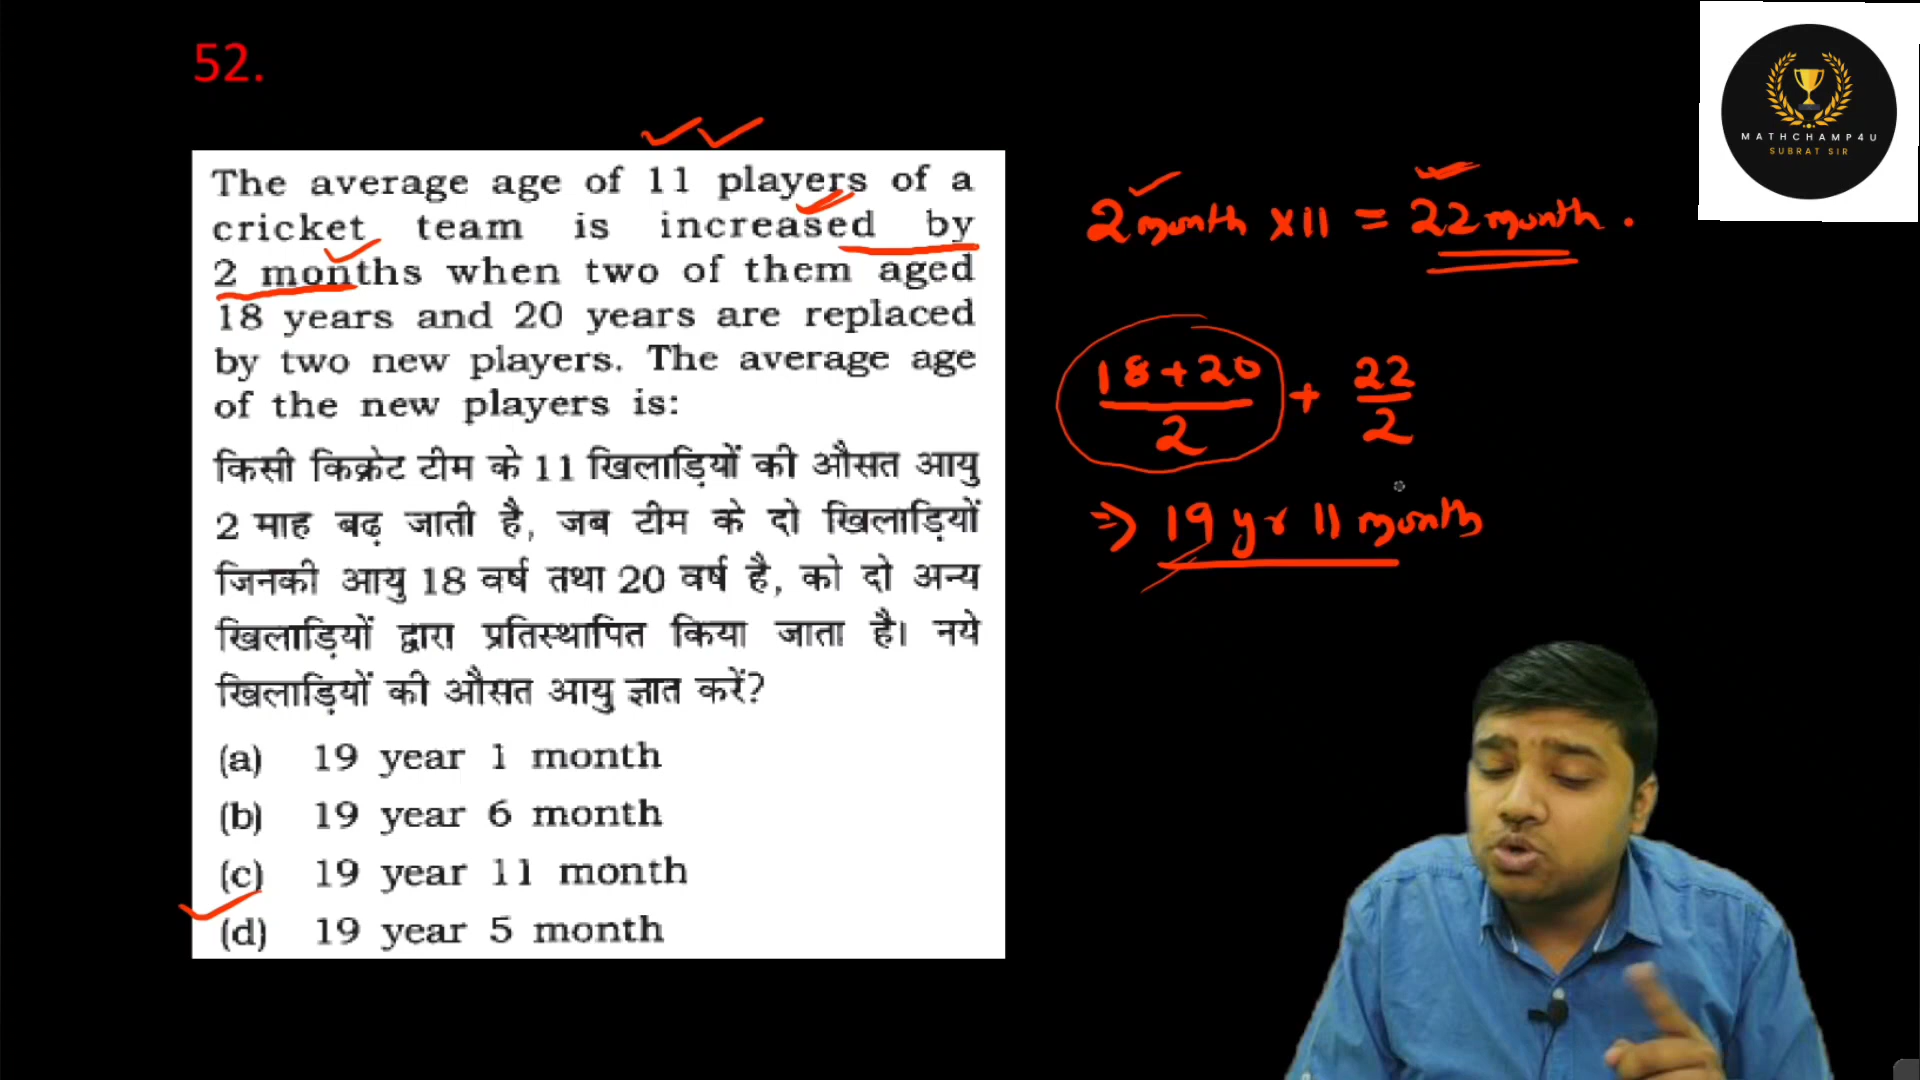 52.
MATHCHAMP4U
SUBRAT SIR
The average age of 11 players of a
cricket team is increased by
2 months when two of them aged
18 years and 20 years are replaced
by two new players. The average age
of the new players is:
किसी क्रिकेट टीम के 11 खिलाड़ियों की औसत आयु
2 माह बढ़ जाती है, जब टीम के दो खिलाड़ियों
जिनकी आयु 18 वर्ष तथा 20 वर्ष है, को दो अन्य
खिलाड़ियों द्वारा प्रतिस्थापित किया जाता है। नये
खिलाड़ियों की औसत आयु ज्ञात करें?
(a) 19 year 1 month
(b) 19 year 6 month
(c) 19 year 11 month
(d) 19 year 5 month
2 month x 11 = 22 month.
18+20 + 22
2 2
⇒ 19 yr 11 month